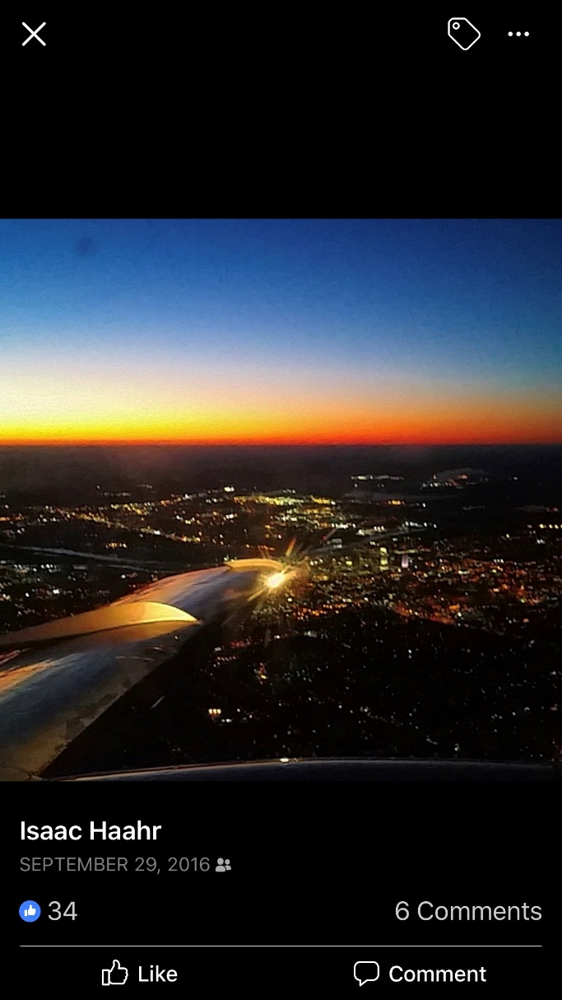 Isaac Haahr
SEPTEMBER 29, 2016
34
6 Comments
Like
Comment